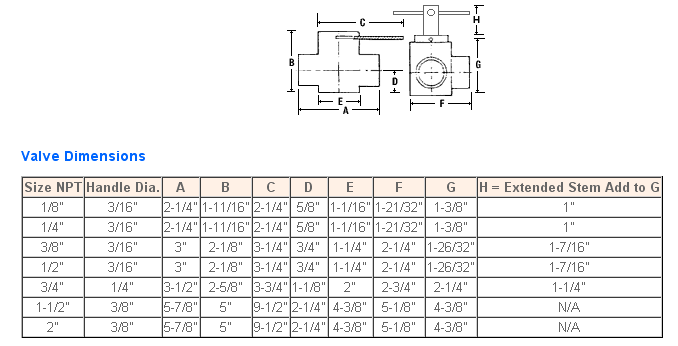 C
H
B
G
D
E
A
F
Valve Dimensions
Size NPT Handle Dia. A B C D E F G H = Extended Stem Add to G
1/8" 3/16" 2-1/4" 1-11/16" 2-1/4" 5/8" 1-1/16" 1-21/32" 1-3/8" 1"
1/4" 3/16" 2-1/4" 1-11/16" 2-1/4" 5/8" 1-1/16" 1-21/32" 1-3/8" 1"
3/8" 3/16" 3" 2-1/8" 3-1/4" 3/4" 1-1/4" 2-1/4" 1-26/32" 1-7/16"
1/2" 3/16" 3" 2-1/8" 3-1/4" 3/4" 1-1/4" 2-1/4" 1-26/32" 1-7/16"
3/4" 1/4" 3-1/2" 2-5/8" 3-3/4" 1-1/8" 2" 2-3/4" 2-1/4" 1-1/4"
1-1/2" 3/8" 5-7/8" 5" 9-1/2" 2-1/4" 4-3/8" 5-1/8" 4-3/8" N/A
2" 3/8" 5-7/8" 5" 9-1/2" 2-1/4" 4-3/8" 5-1/8" 4-3/8" N/A